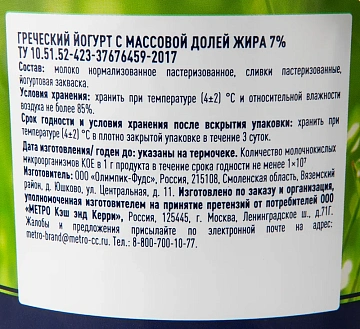 ГРЕЧЕСКИЙ ЙОГУРТ С МАССОВОЙ ДОЛЕЙ ЖИРА 7%
ТУ 10.51.52-423-37676459-2017
Состав: молоко нормализованное пастеризованное, сливки пастеризованные,
йогуртовая закваска.
Условия хранения: хранить при температуре (4±2) °С и относительной влажности
воздуха не более 85%.
Срок годности и условия хранения после вскрытия упаковки: хранить при
температуре (4±2) °С в плотно закрытой упаковке в течение 3 суток.
Дата изготовления/ годен до: указаны на термочеке. Количество молочнокислых
микроорганизмов КОЕ в 1 г продукта в течение срока годности не менее 1×10⁷
Изготовитель: ООО «Олимпик-Фудс», Россия, 215108, Смоленская область, Вяземский
район, д. Юшково, ул. Центральная, д. 11. Изготовлено по заказу и организация,
уполномоченная изготовителем на принятие претензий от потребителей ООО
«МЕТРО Кэш энд Керри», Россия, 125445, г. Москва, Ленинградское ш., д.71Г.
Жалобы и предложения присылайте по электронной почте на адрес:
metro-brand@metro-cc.ru. Тел.: 8-800-700-10-77.